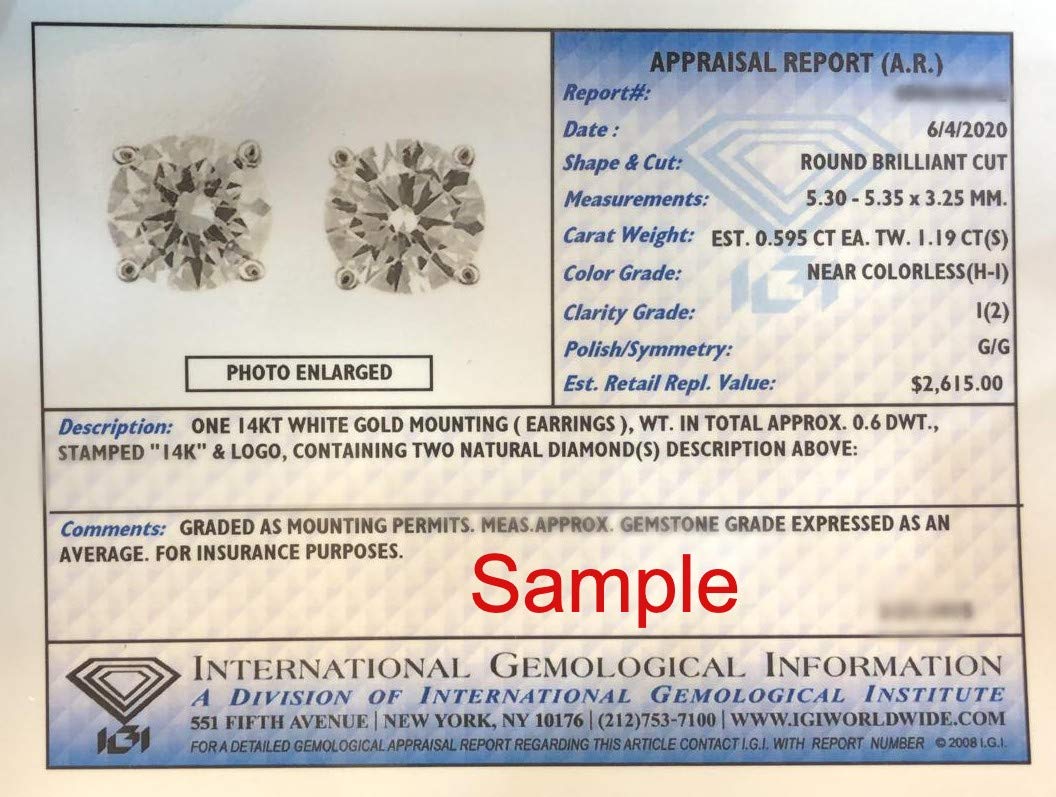 APPRAISAL REPORT (A.R.)
Report#:
Date : 6/4/2020
Shape & Cut: ROUND BRILLIANT CUT
Measurements: 5.30 - 5.35 x 3.25 MM.
Carat Weight: EST. 0.595 CT EA. TW. 1.19 CT(S)
Color Grade: NEAR COLORLESS(H-I)
Clarity Grade: I(2)
Polish/Symmetry: G/G
Est. Retail Repl. Value: $2,615.00
IGI
PHOTO ENLARGED
Description: ONE 14KT WHITE GOLD MOUNTING ( EARRINGS ), WT. IN TOTAL APPROX. 0.6 DWT.,
STAMPED "14K" & LOGO, CONTAINING TWO NATURAL DIAMOND(S) DESCRIPTION ABOVE:
Comments: GRADED AS MOUNTING PERMITS. MEAS.APPROX. GEMSTONE GRADE EXPRESSED AS AN
AVERAGE. FOR INSURANCE PURPOSES.
Sample
INTERNATIONAL GEMOLOGICAL INFORMATION
A DIVISION OF INTERNATIONAL GEMOLOGICAL INSTITUTE
551 FIFTH AVENUE | NEW YORK, NY 10176 | (212)753-7100 | WWW.IGIWORLDWIDE.COM
IGI
FOR A DETAILED GEMOLOGICAL APPRAISAL REPORT REGARDING THIS ARTICLE CONTACT I.G.I. WITH REPORT NUMBER © 2008 I.G.I.